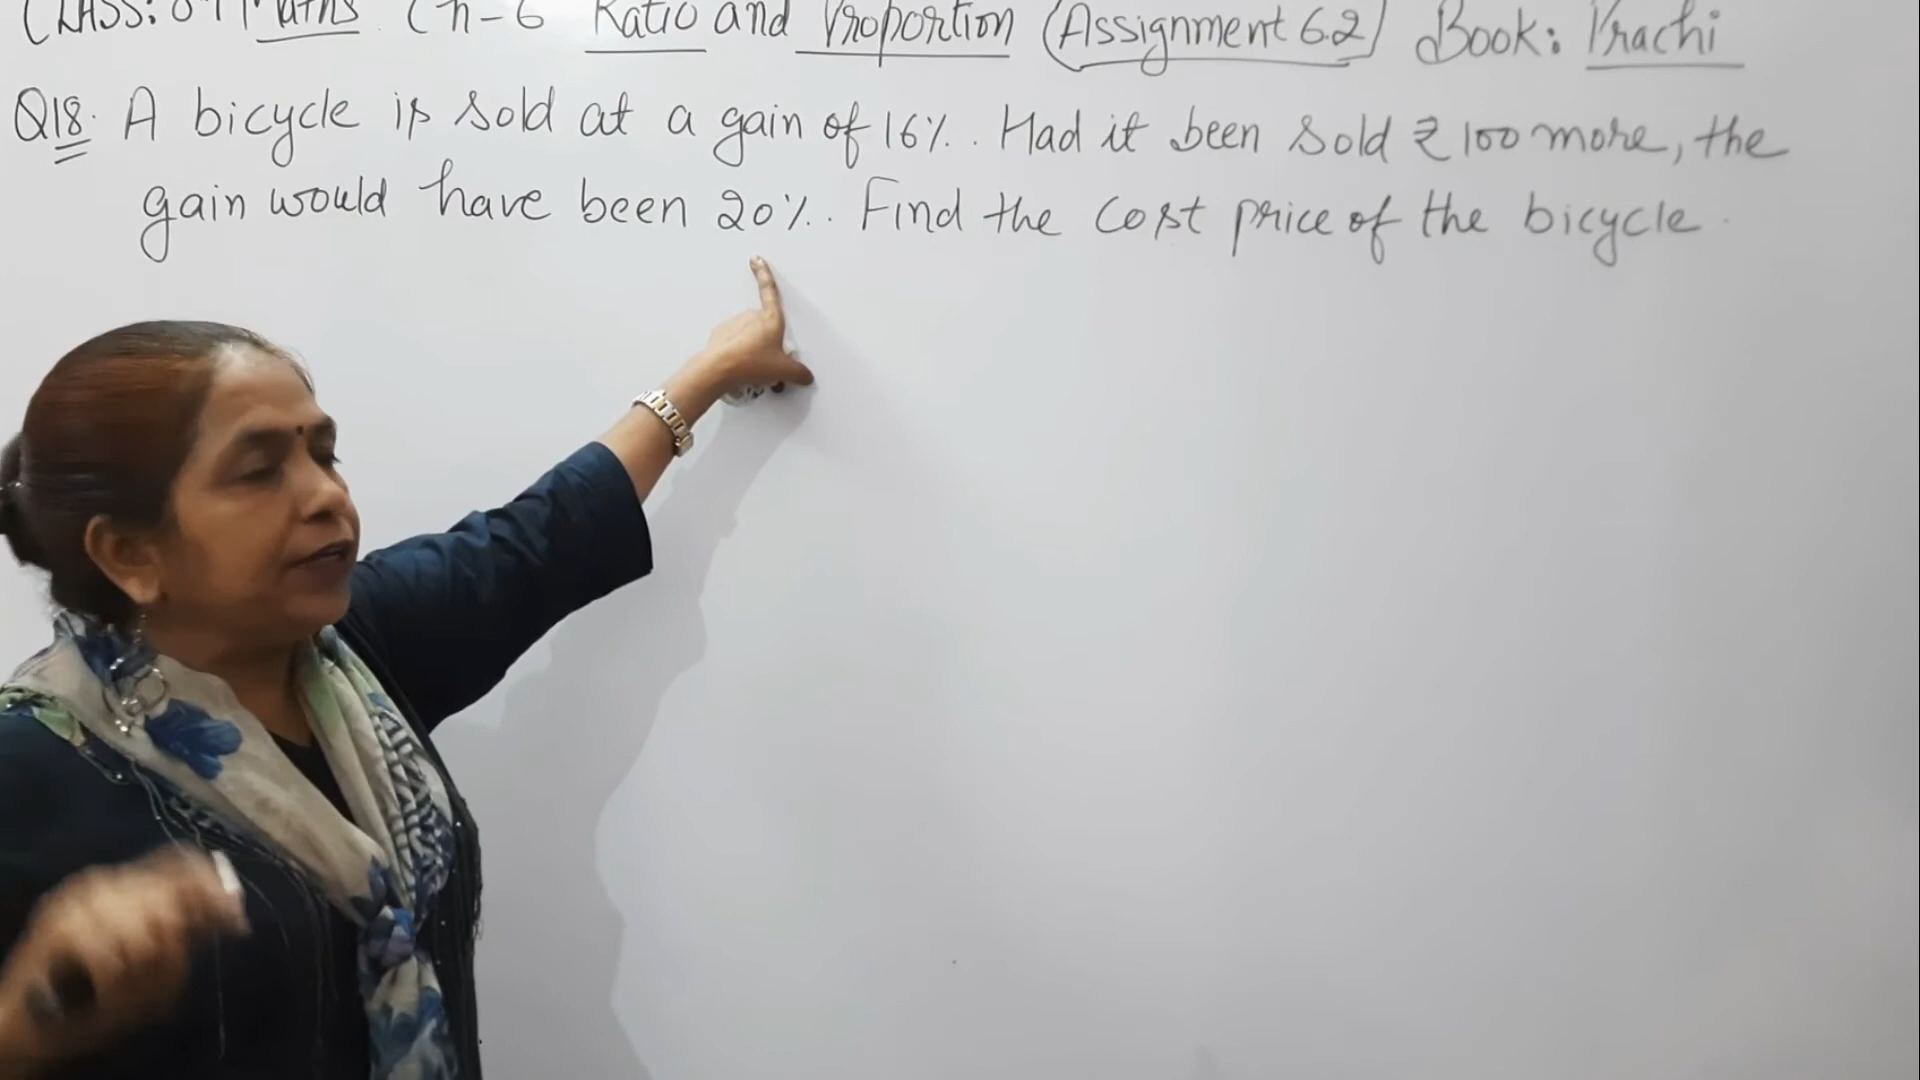 CLASS: 07 Maths Ch-6 Ratio and Proportion (Assignment 6.2) Book: Prachi
Q18. A bicycle is sold at a gain of 16%. Had it been sold ₹100 more, the
gain would have been 20%. Find the cost price of the bicycle.